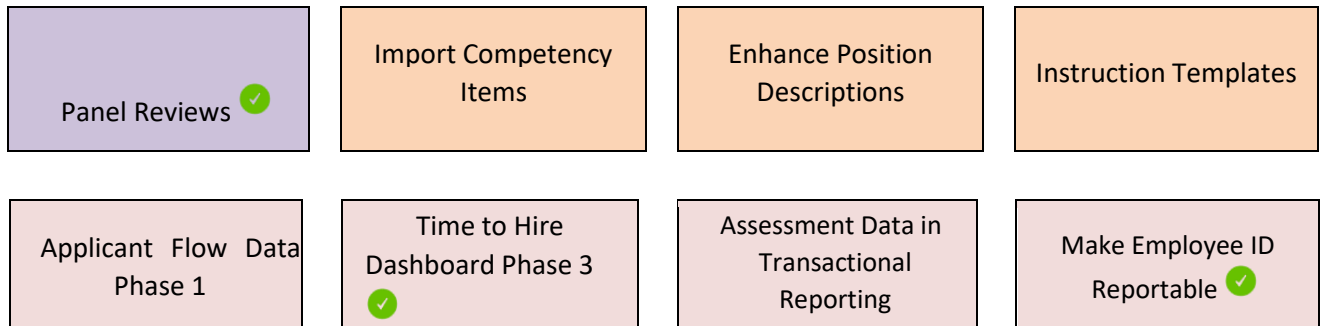 Panel Reviews
Import Competency
Items
Enhance Position
Descriptions
Instruction Templates
Applicant Flow Data
Phase 1
Time to Hire
Dashboard Phase 3
Assessment Data in
Transactional
Reporting
Make Employee ID
Reportable